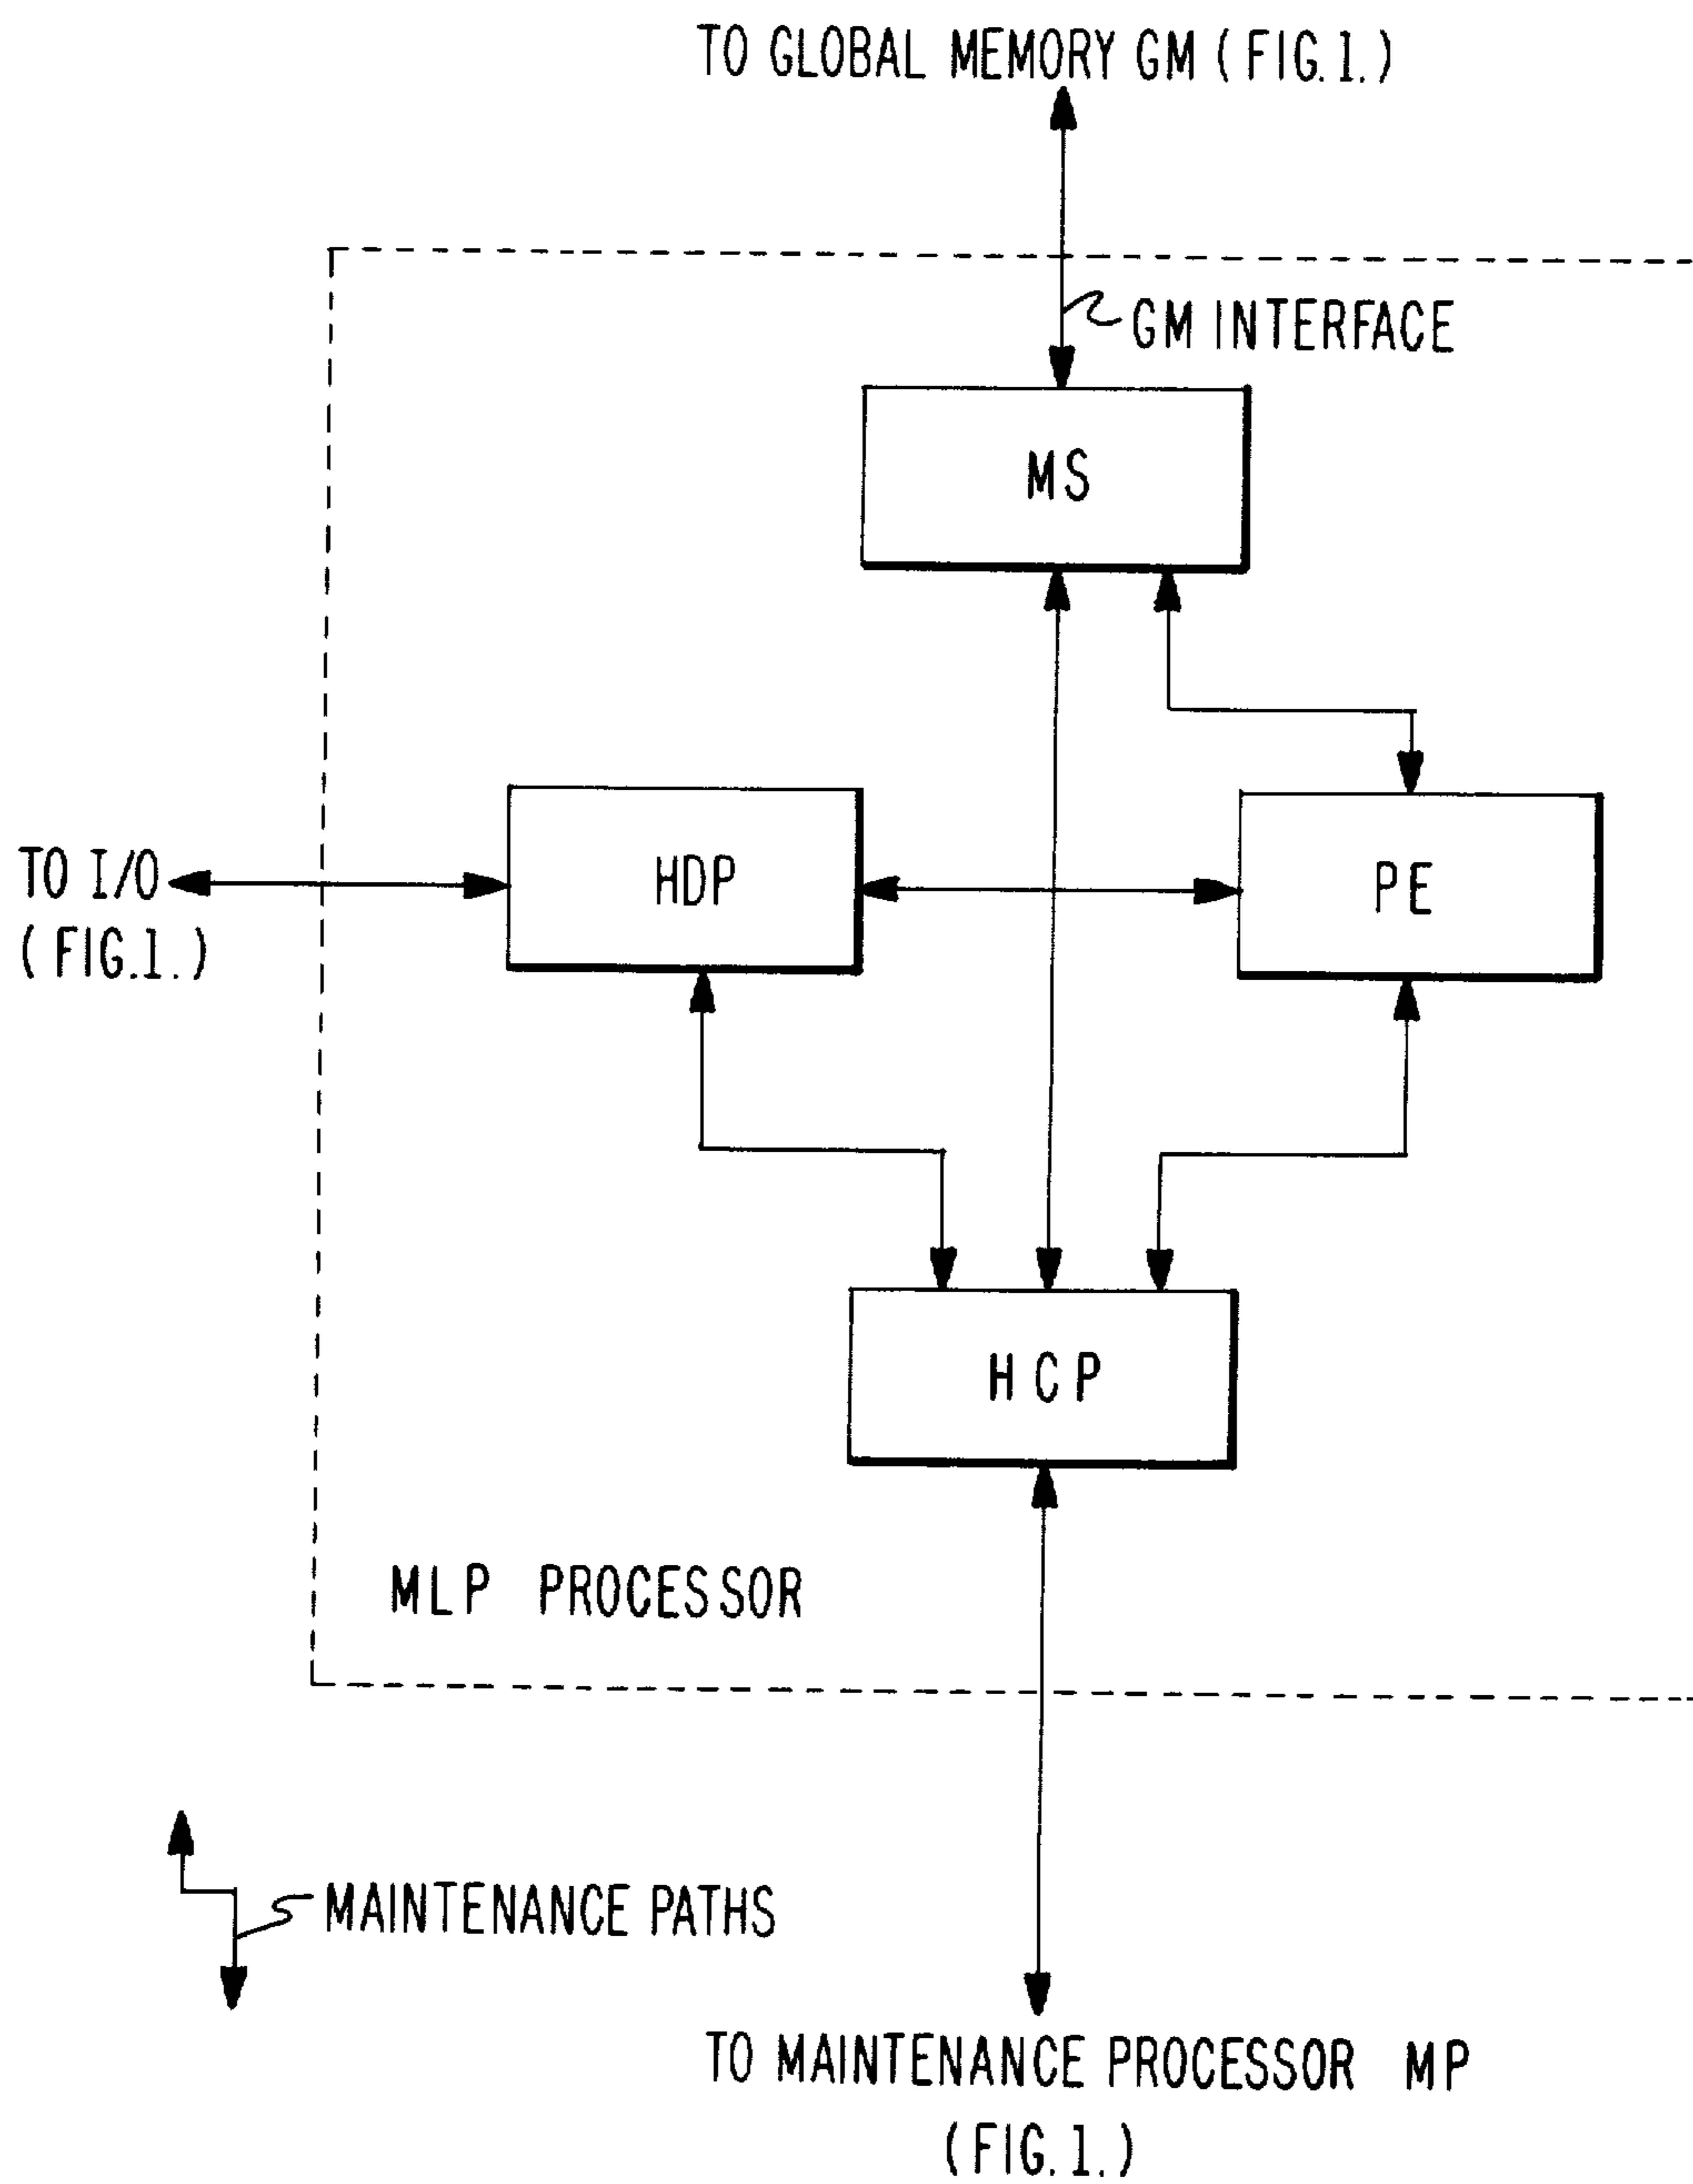 TO GLOBAL MEMORY GM (FIG. 1.)
GM INTERFACE
MS
TO I/O
(FIG.1.)
HDP
PE
HCP
MLP PROCESSOR
MAINTENANCE PATHS
TO MAINTENANCE PROCESSOR MP
(FIG. 1.)